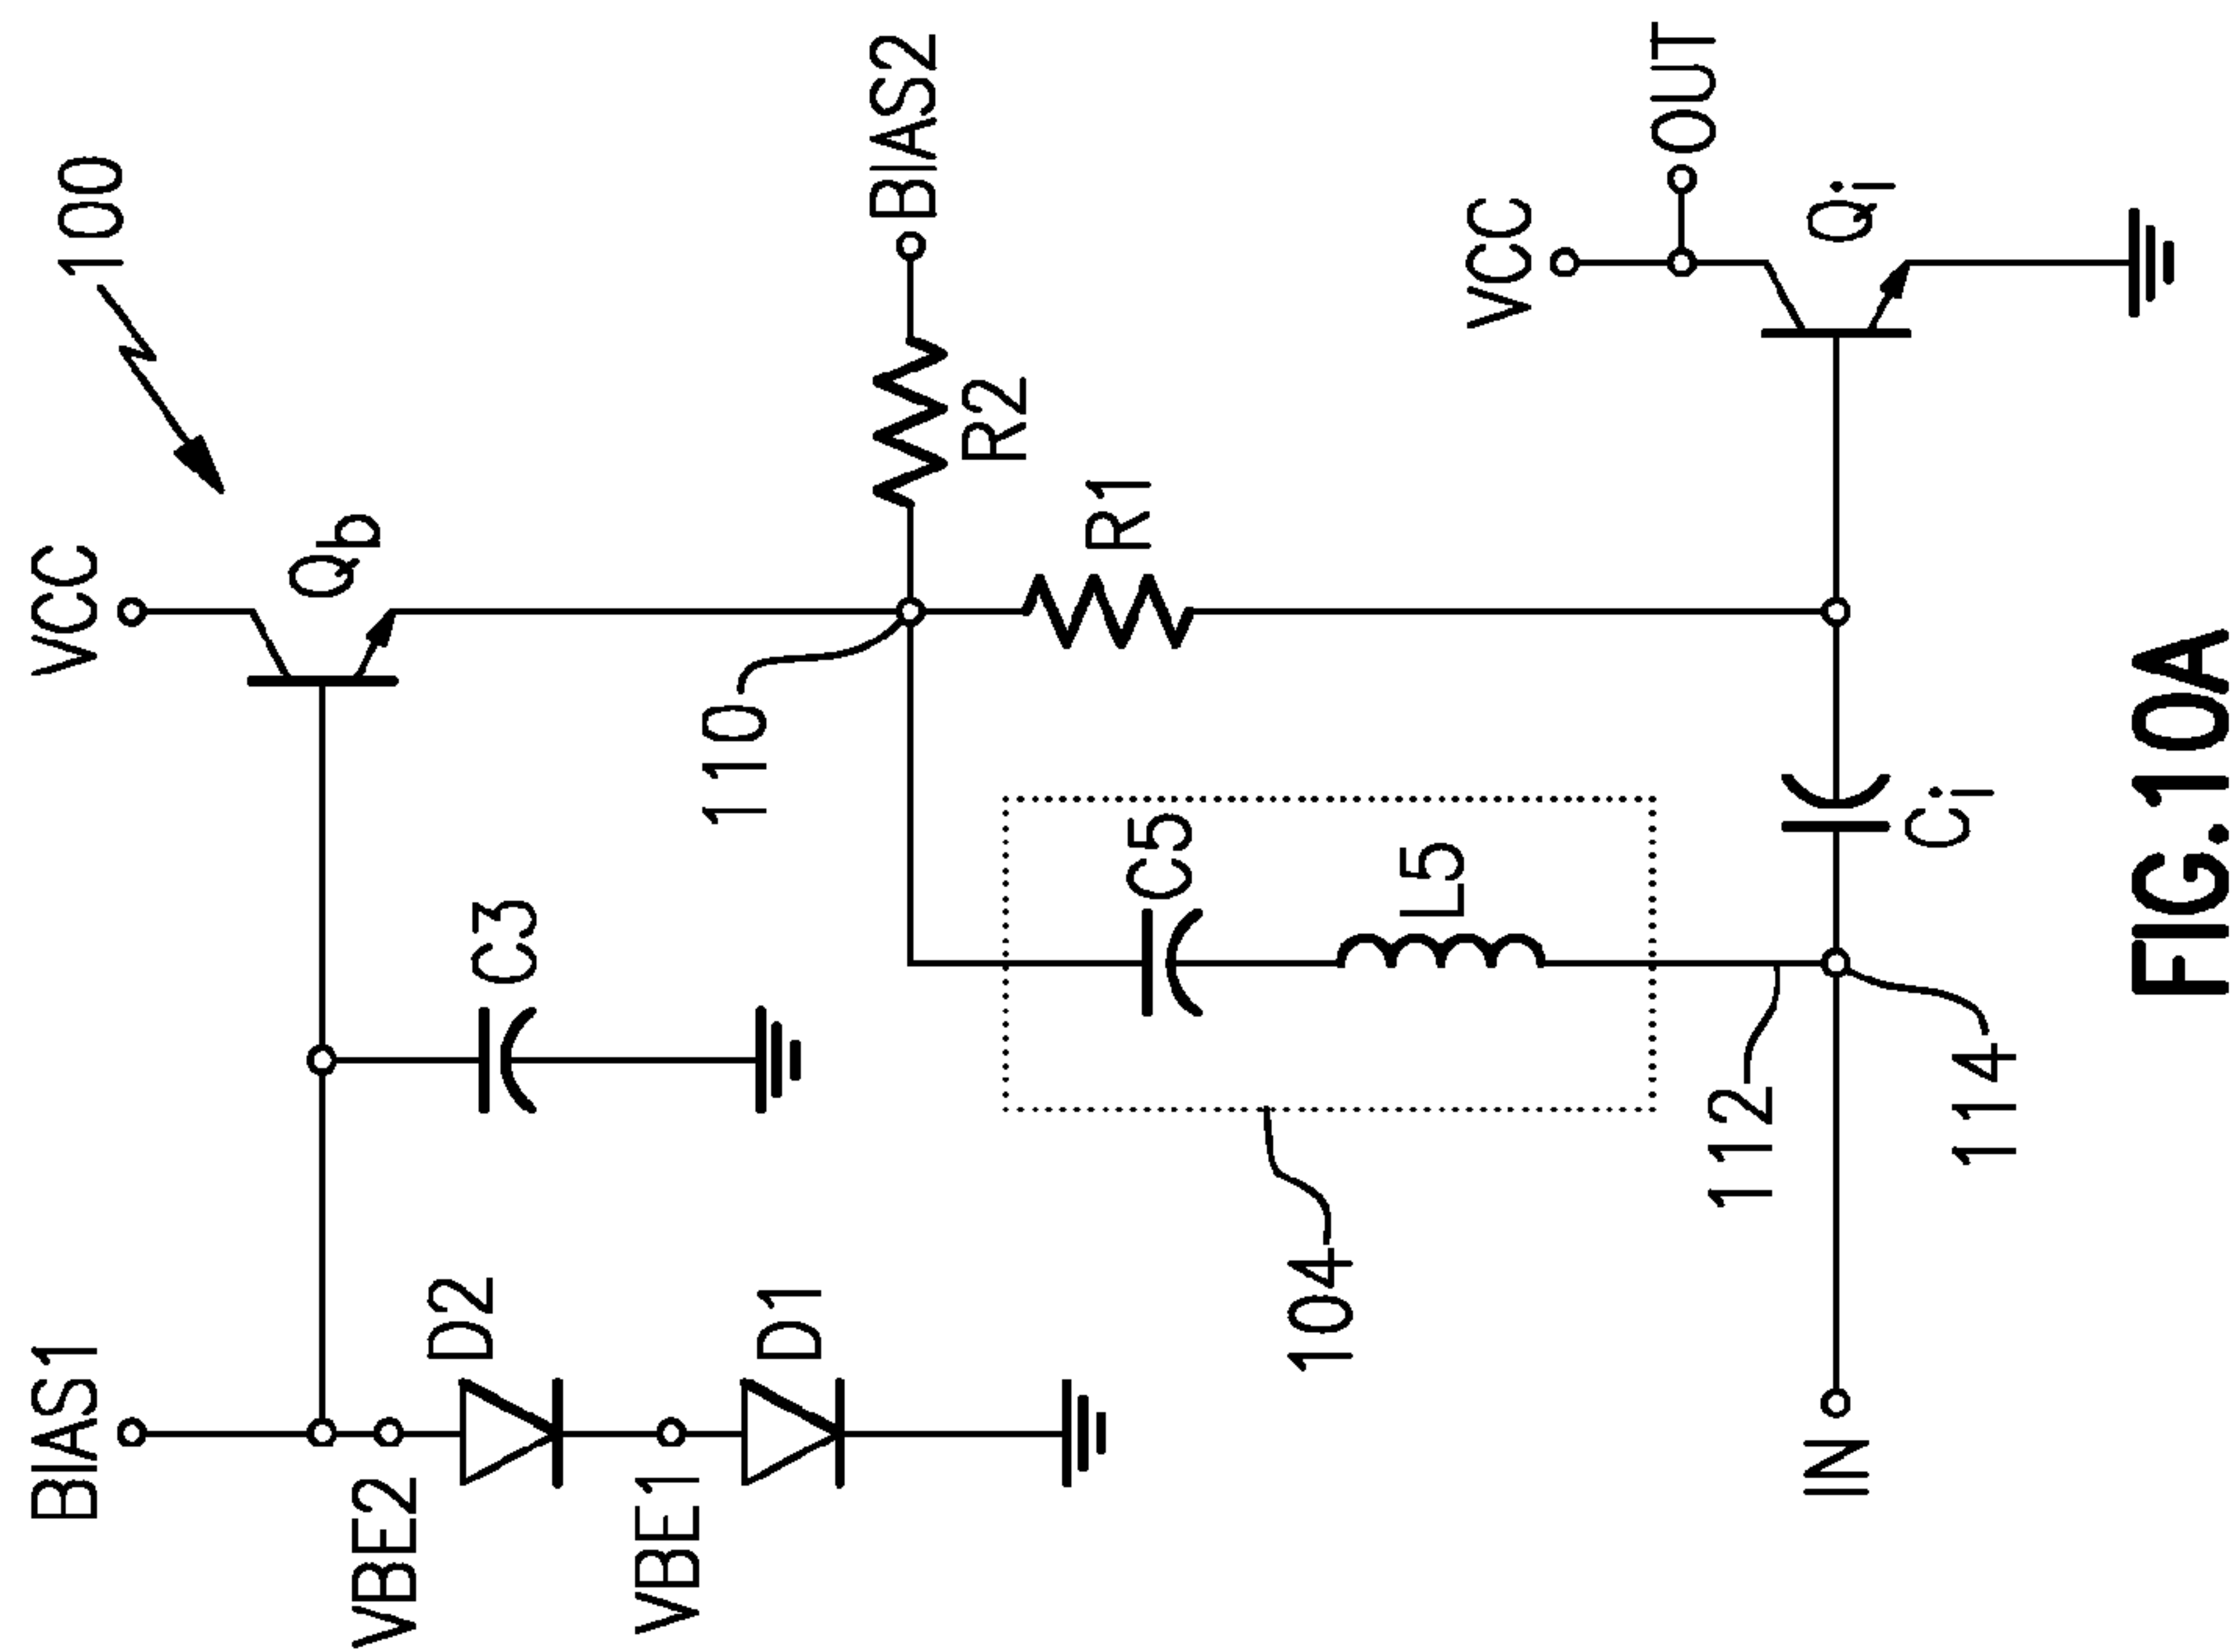 100
VCC
Qb
BIAS1
BIAS2
C3
D2
VBE2
110
R2
VBE1
D1
R1
C5
104
L5
VCC
OUT
112
IN
Qi
Ci
114
FIG.10A